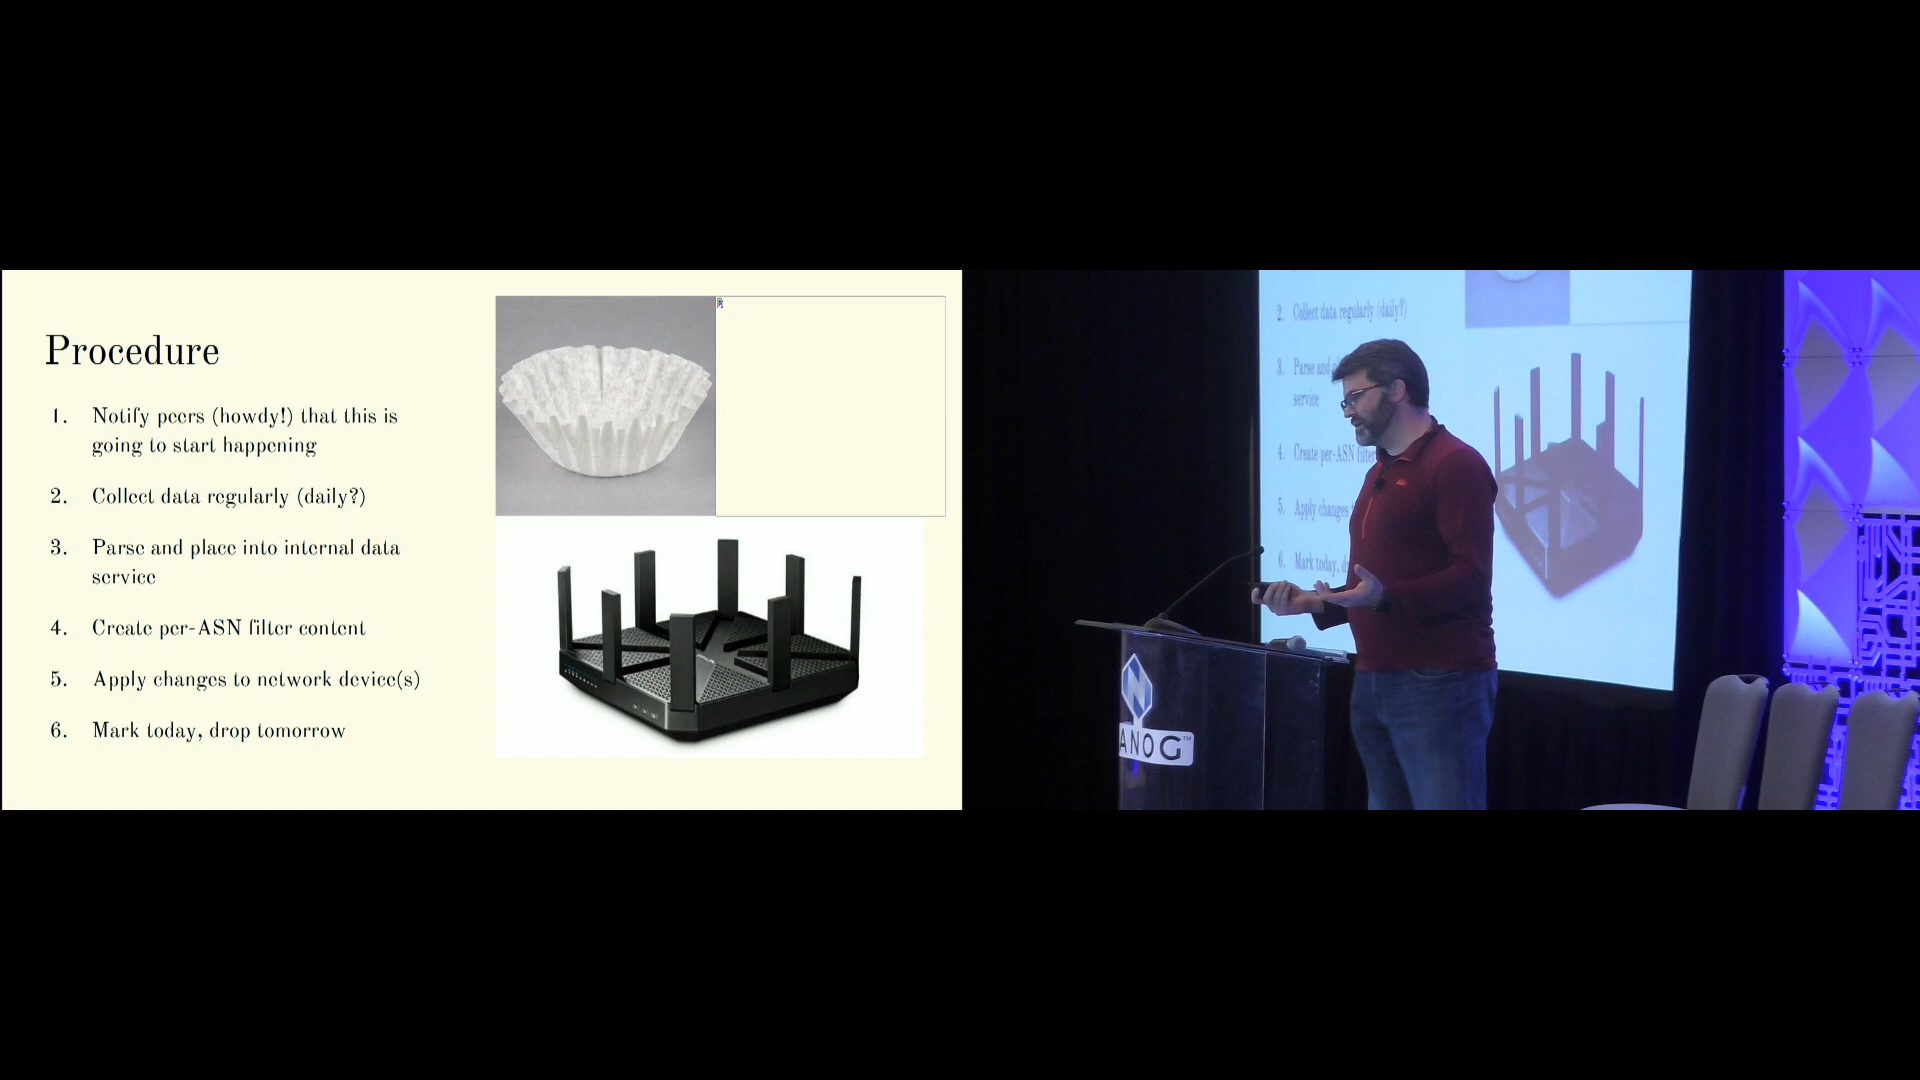 Procedure
1. Notify peers (howdy!) that this is
going to start happening
2. Collect data regularly (daily?)
3. Parse and place into internal data
service
4. Create per-ASN filter content
5. Apply changes to network device(s)
6. Mark today, drop tomorrow
2. Collect data regularly (daily?)
3. Parse and
service
4. Create per-ASN filter
5. Apply changes
6. Mark today,
ANOG™